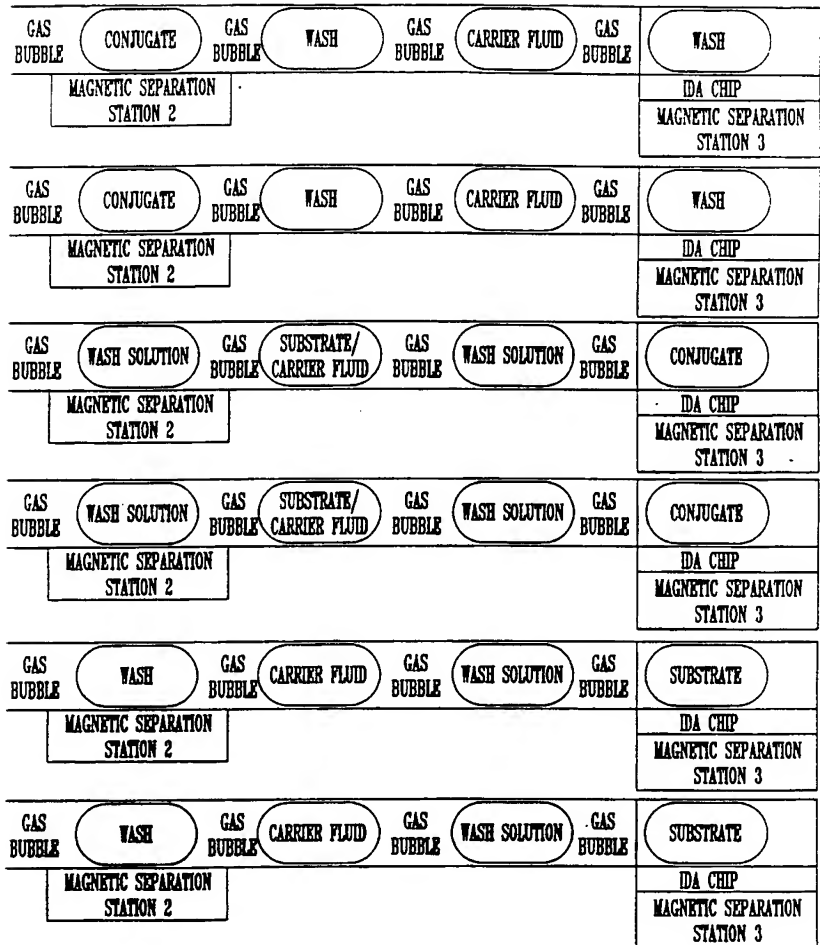 GAS GAS GAS GAS
BUBBLE CONJUGATE BUBBLE WASH BUBBLE CARRIER FLUID BUBBLE WASH
MAGNETIC SEPARATION IDA CHIP
STATION 2 MAGNETIC SEPARATION
STATION 3
GAS GAS GAS GAS
BUBBLE CONJUGATE BUBBLE WASH BUBBLE CARRIER FLUID BUBBLE WASH
MAGNETIC SEPARATION IDA CHIP
STATION 2 MAGNETIC SEPARATION
STATION 3
GAS GAS SUBSTRATE/ GAS GAS
BUBBLE WASH SOLUTION BUBBLE CARRIER FLUID BUBBLE WASH SOLUTION BUBBLE CONJUGATE
MAGNETIC SEPARATION IDA CHIP
STATION 2 MAGNETIC SEPARATION
STATION 3
GAS GAS SUBSTRATE/ GAS GAS
BUBBLE WASH SOLUTION BUBBLE CARRIER FLUID BUBBLE WASH SOLUTION BUBBLE CONJUGATE
MAGNETIC SEPARATION IDA CHIP
STATION 2 MAGNETIC SEPARATION
STATION 3
GAS GAS GAS GAS
BUBBLE WASH BUBBLE CARRIER FLUID BUBBLE WASH SOLUTION BUBBLE SUBSTRATE
MAGNETIC SEPARATION IDA CHIP
STATION 2 MAGNETIC SEPARATION
STATION 3
GAS GAS GAS GAS
BUBBLE WASH BUBBLE CARRIER FLUID BUBBLE WASH SOLUTION BUBBLE SUBSTRATE
MAGNETIC SEPARATION IDA CHIP
STATION 2 MAGNETIC SEPARATION
STATION 3